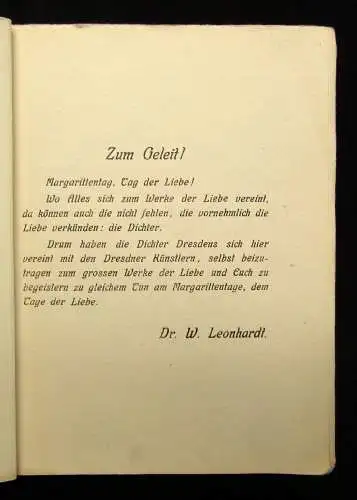 Zum Geleit!
Margarittentag, Tag der Liebe!
Wo Alles sich zum Werke der Liebe vereint,
da können auch die nicht fehlen, die vornehmlich die
Liebe verkünden: die Dichter.
Drum haben die Dichter Dresdens sich hier
vereint mit den Dresdner Künstlern, selbst beizu-
tragen zum grossen Werke der Liebe und Euch zu
begeistern zu gleichem Ton am Margarittentage, dem
Tage der Liebe.
Dr. W. Leonhardt.